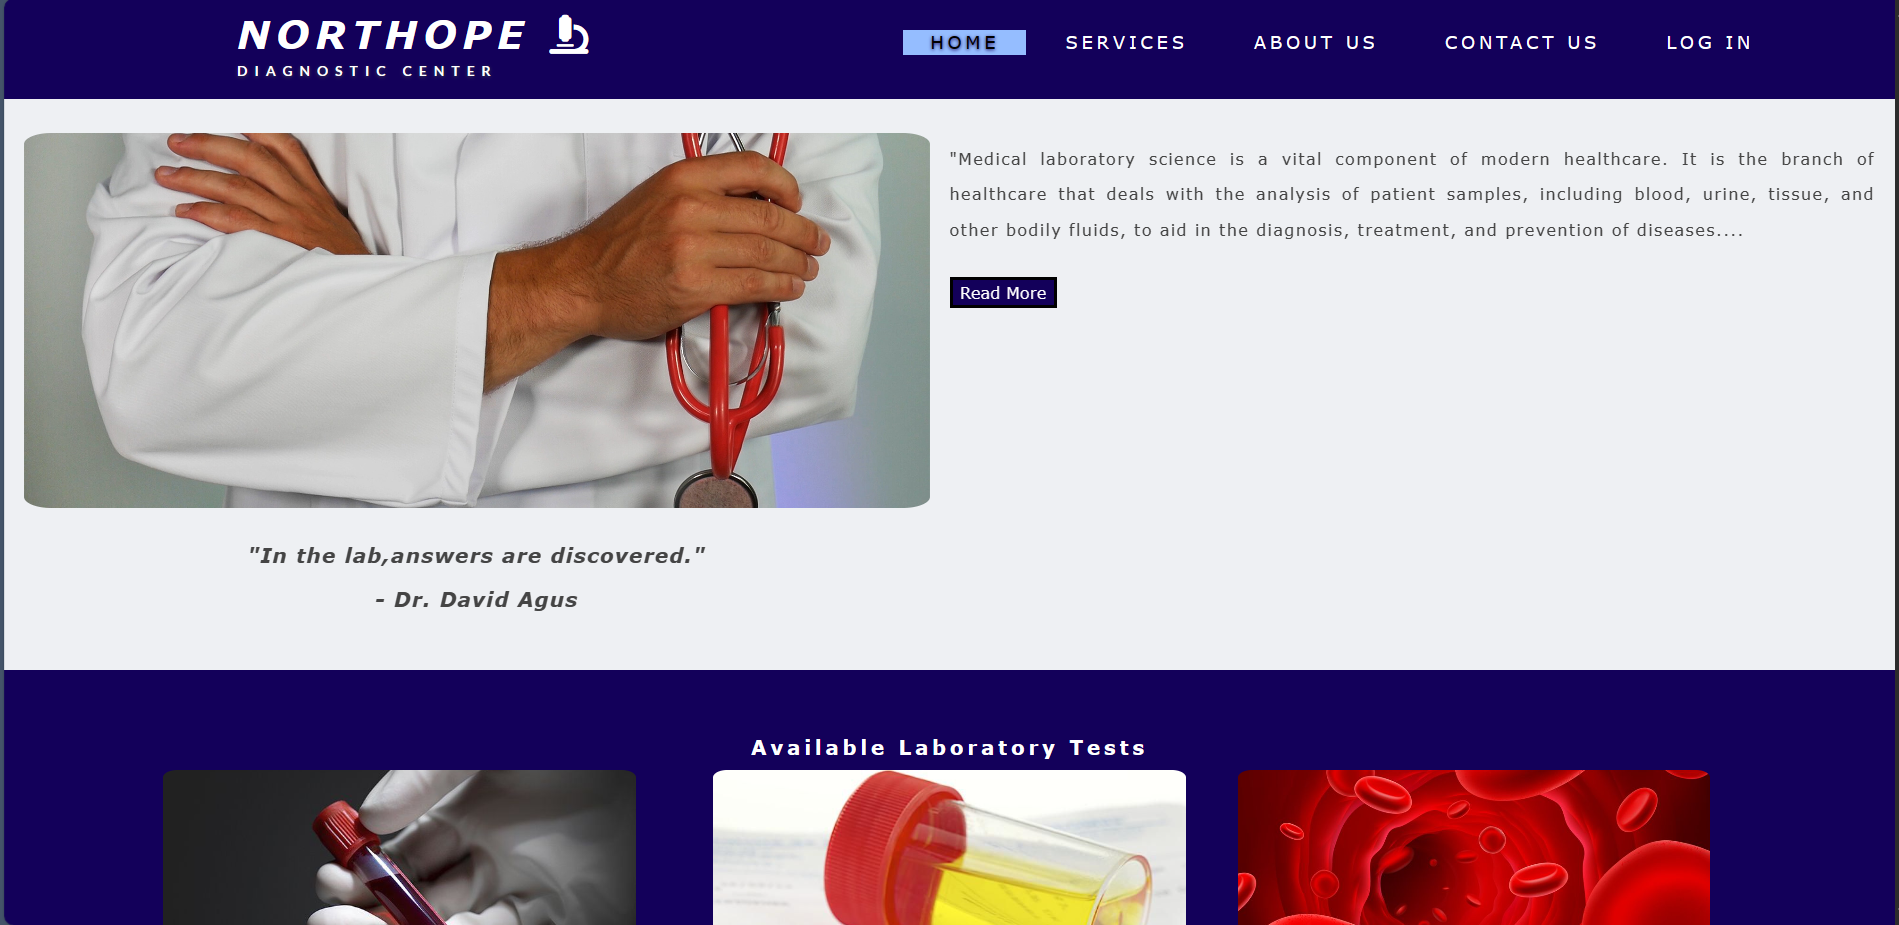 NORTHOPE
DIAGNOSTIC CENTER
HOME SERVICES ABOUT US CONTACT US LOG IN
"Medical laboratory science is a vital component of modern healthcare. It is the branch of
healthcare that deals with the analysis of patient samples, including blood, urine, tissue, and
other bodily fluids, to aid in the diagnosis, treatment, and prevention of diseases....
Read More
"In the lab,answers are discovered."
- Dr. David Agus
Available Laboratory Tests